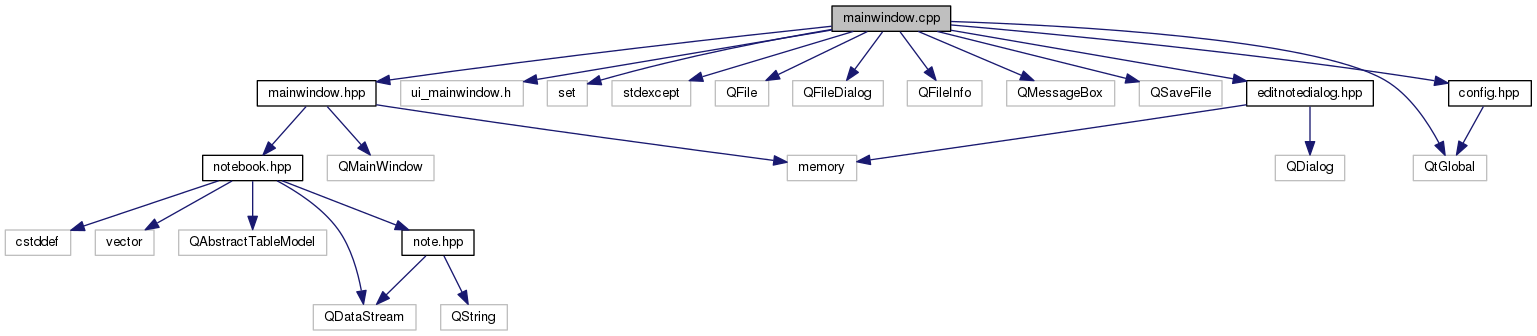 mainwindow.cpp
mainwindow.hpp
ui_mainwindow.h
set
stdexcept
QFile
QFileDialog
QFileInfo
QMessageBox
QSaveFile
editnotedialog.hpp
config.hpp
notebook.hpp
QMainWindow
memory
QDialog
QtGlobal
cstddef
vector
QAbstractTableModel
note.hpp
QDataStream
QString